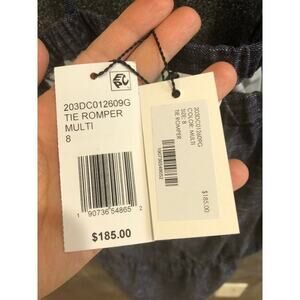 203DC012609G
TIE ROMPER
MULTI
8
1 90736 54865 2
$185.00
203DC012609G
COLOR: MULTI
SIZE: 8
TIE ROMPER
190736548652
$185.00